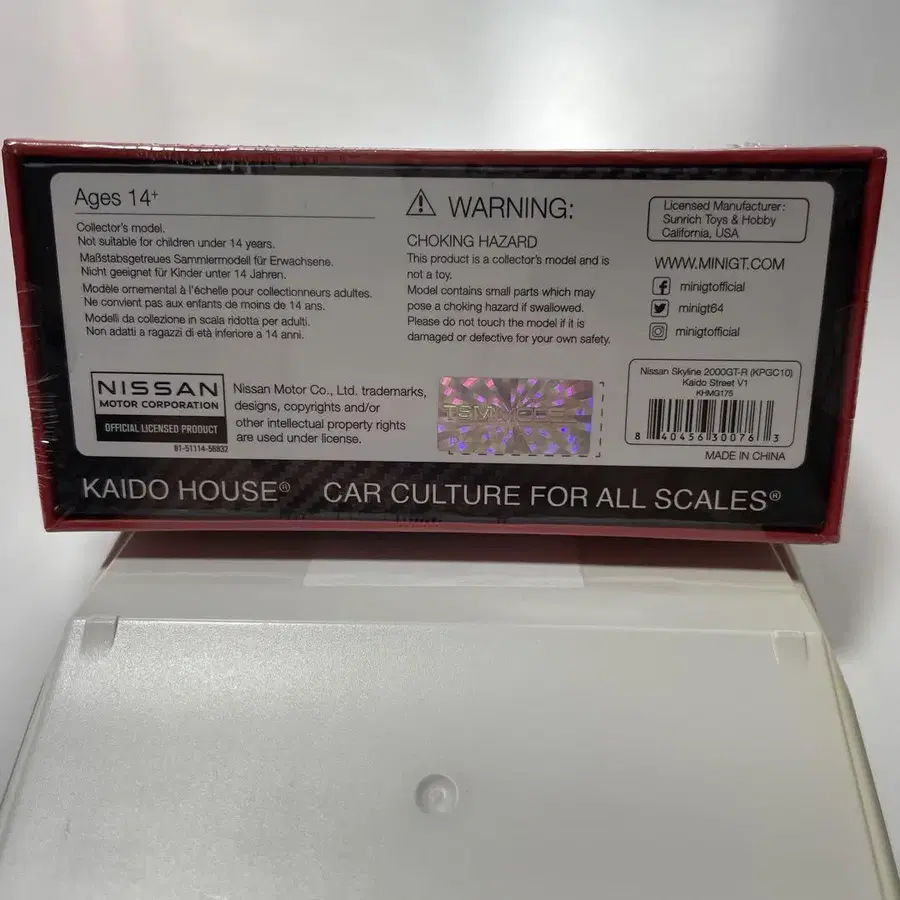 Ages 14+
Collector's model.
Not suitable for children under 14 years.
Maßstabsgetreues Sammlermodell für Erwachsene.
Nicht geeignet für Kinder unter 14 Jahren.
Modèle ornemental à l'échelle pour collectionneurs adultes.
Ne convient pas aux enfants de moins de 14 ans.
Modelli da collezione in scala ridotta per adulti.
Non adatti a ragazzi di età inferiore a 14 anni.
WARNING:
CHOKING HAZARD
This product is a collector's model and is
not a toy.
Model contains small parts which may
pose a choking hazard if swallowed.
Please do not touch the model if it is
damaged or defective for your own safety.
Licensed Manufacturer:
Sunrich Toys & Hobby
California, USA
WWW.MINIGT.COM
minigtofficial
minigt64
minigtofficial
NISSAN
MOTOR CORPORATION
OFFICIAL LICENSED PRODUCT
81-51114-56832
Nissan Motor Co., Ltd. trademarks,
designs, copyrights and/or
other intellectual property rights
are used under license.
TSM
Nissan Skyline 2000GT-R (KPGC10)
Kaido Street V1
KHMG175
8 40456 30076 3
MADE IN CHINA
KAIDO HOUSE® CAR CULTURE FOR ALL SCALES®